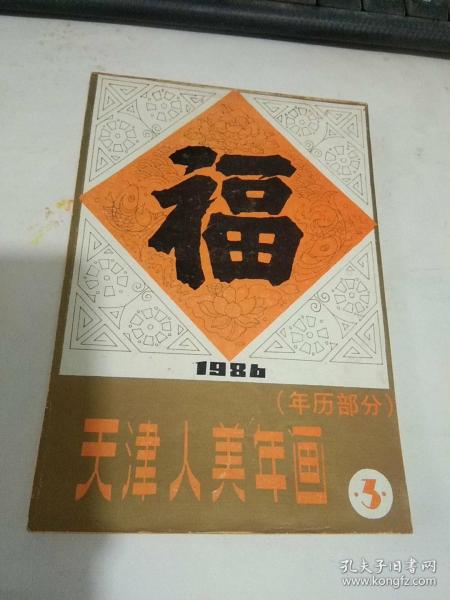 福
1986
(年历部分)
天津人美年画
·3·
孔夫子旧书网
www.kongfz.com